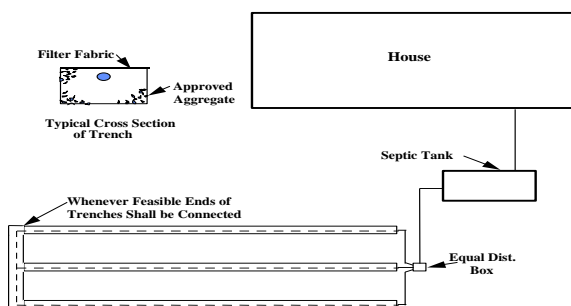 House
Filter Fabric
Approved
Aggregate
Typical Cross Section
of Trench
Septic Tank
Whenever Feasible Ends of
Trenches Shall be Connected
Equal Dist.
Box